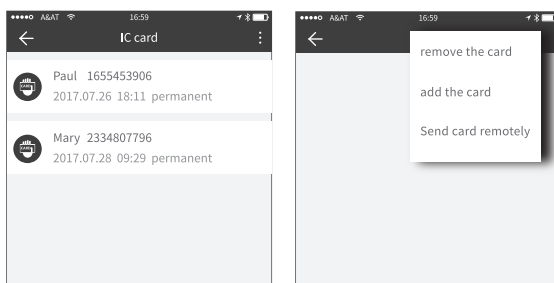 A&AT 16:59
IC card
CARD
Paul 1655453906
2017.07.26 18:11 permanent
CARD
Mary 2334807796
2017.07.28 09:29 permanent
A&AT 16:59
remove the card
add the card
Send card remotely